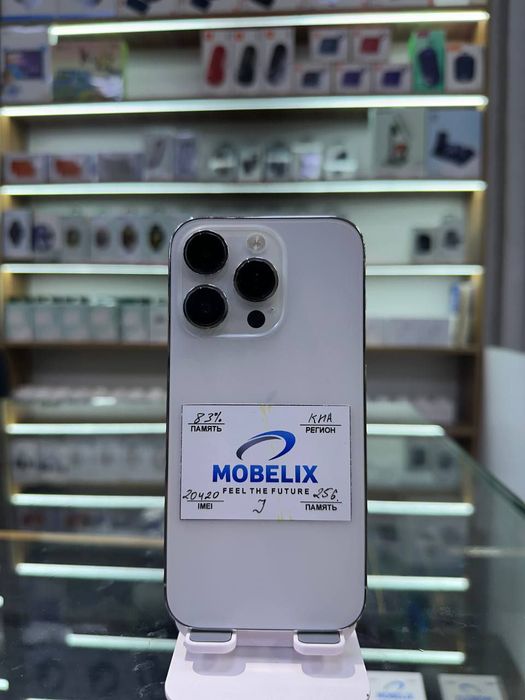 83% КИА
ПАМЯТЬ РЕГИОН
MOBELIX
FEEL THE FUTURE
20420 256
IMEI J ПАМЯТЬ